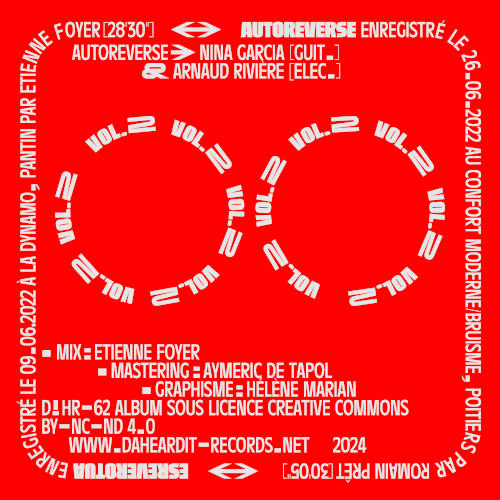 ENREGISTRÉ LE 09.06.2022 À LA DYNAMO, PANTIN PAR ETIENNE FOYER [28'30"] ↔ AUTOREVERSE ENREGISTRÉ LE 26.06.2022 AU CONFORT MODERNE/BRUISME, POITIERS PAR ROMAIN PRÊT [30'05"] ↔ AUTOREVERSE
AUTOREVERSE → NINA GARCIA [GUIT.]
& ARNAUD RIVIÈRE [ELEC.]
VOL.2 VOL.2 VOL.2 VOL.2 VOL.2 VOL.2 VOL.2
VOL.2 VOL.2 VOL.2 VOL.2 VOL.2 VOL.2
- MIX = ETIENNE FOYER
- MASTERING = AYMERIC DE TAPOL
- GRAPHISME = HÉLÈNE MARIAN
D!HR-62 ALBUM SOUS LICENCE CREATIVE COMMONS
BY-NC-ND 4.0
WWW.DAHEARDIT-RECORDS.NET 2024